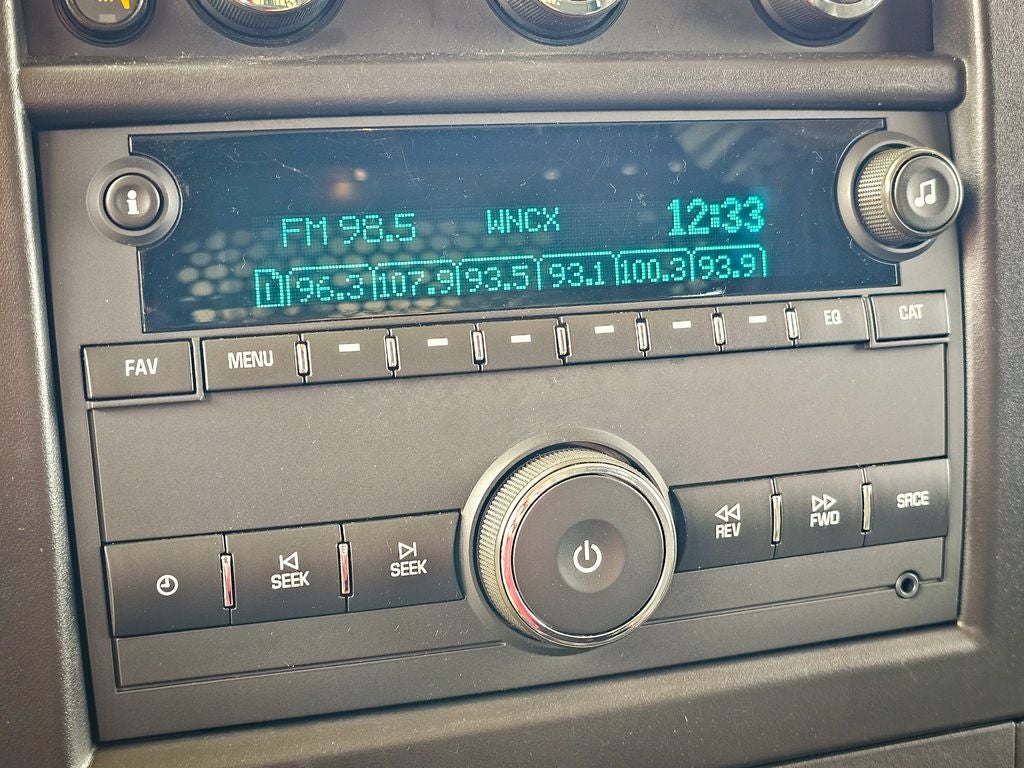 i
FM 98.5 WNCX 12:33
1 96.3 107.9 93.5 93.1 100.3 93.9
FAV MENU EQ CAT
SEEK SEEK REV FWD SRCE